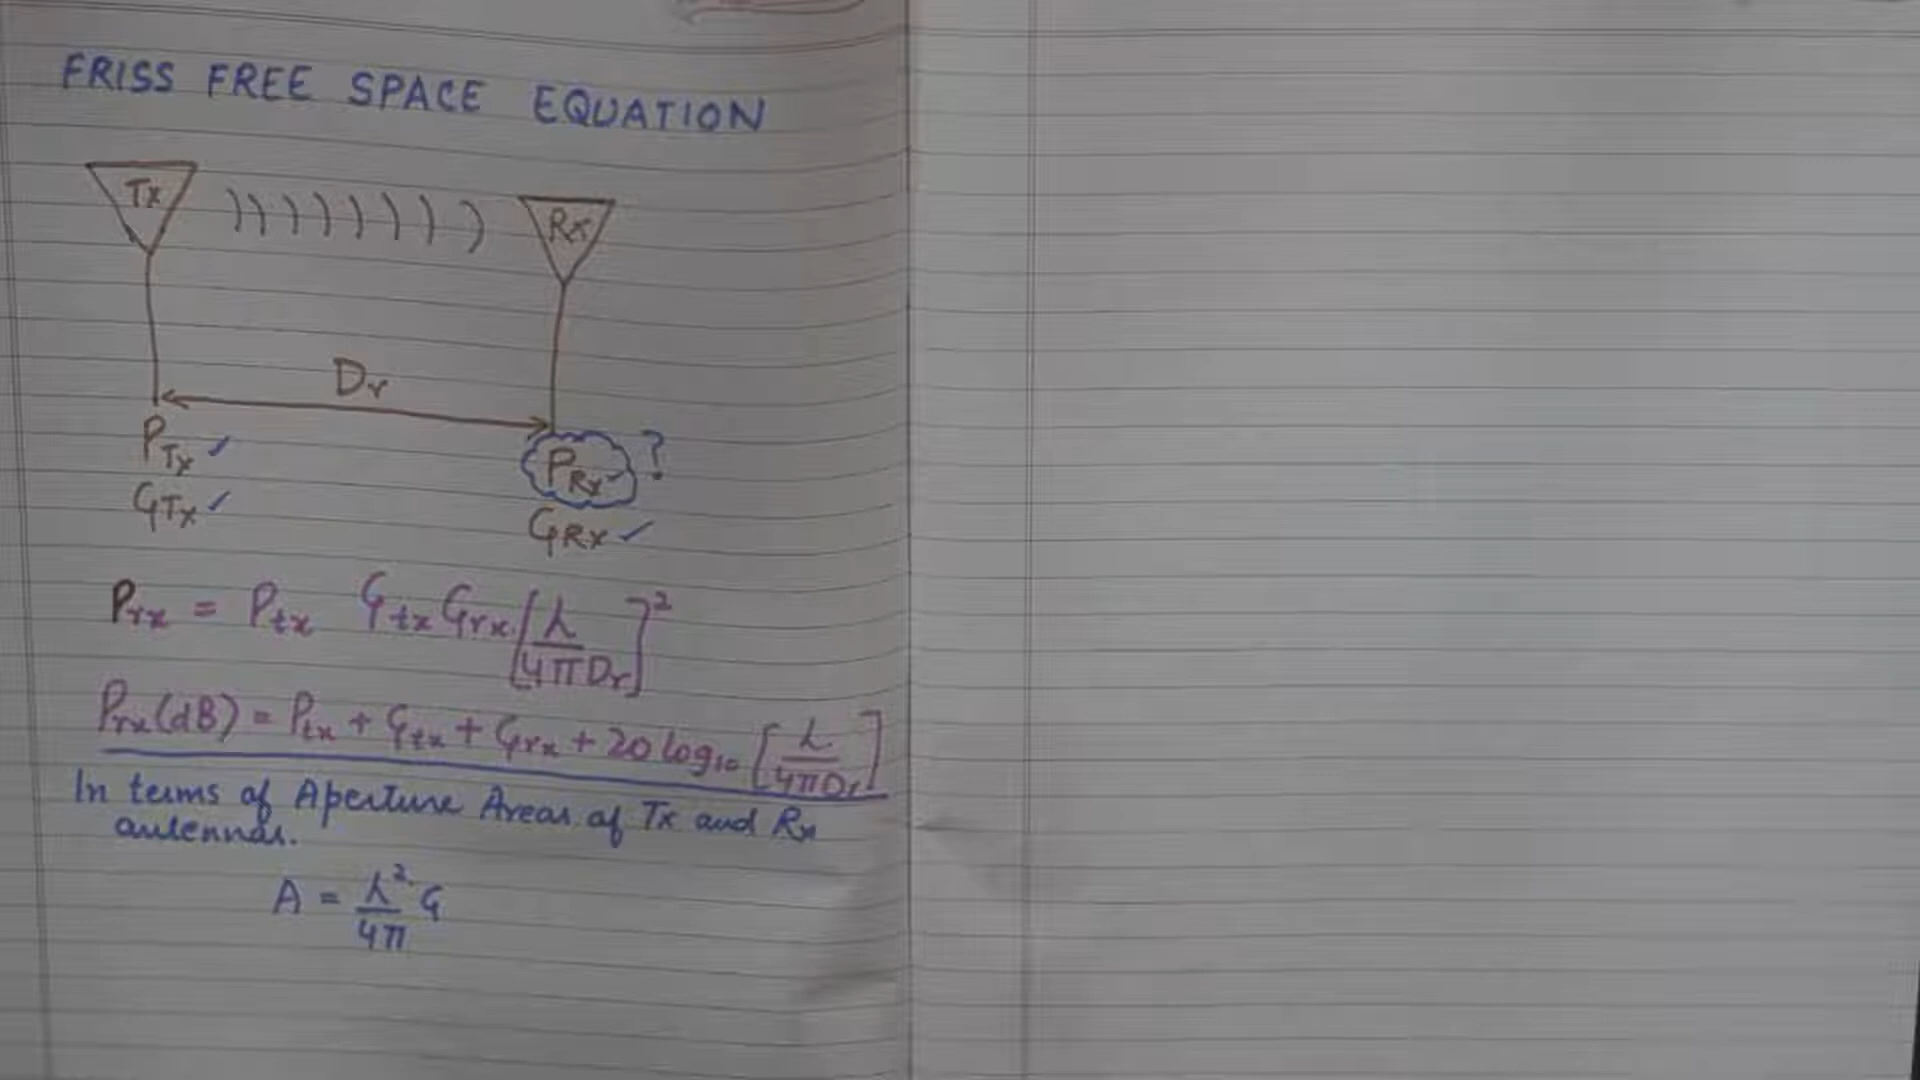 FRISS FREE SPACE EQUATION
Tx ))))))))) Rx
Dr
PTx ✓ PRx ?
GTx ✓ GRx ✓
Prx = Ptx Gtx Grx [λ/4πDr]²
Prx(dB) = Ptx + Gtx + Grx + 20 log₁₀ [λ/4πDr]
In terms of Aperture Areas of Tx and Rx
antennas.
A = λ²/4π G